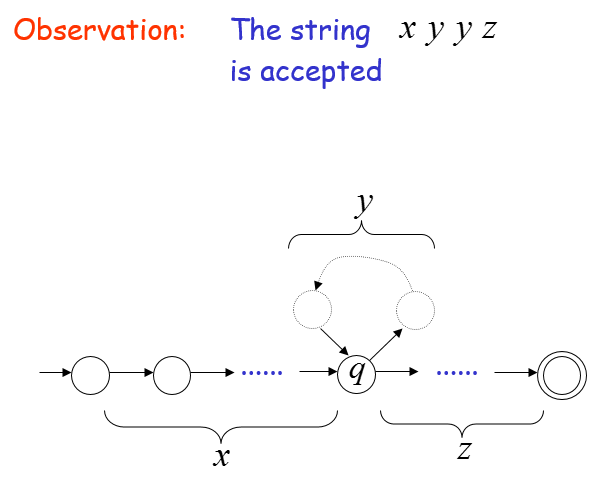 Observation: The string x y y z
is accepted
y
q
......
......
x
z